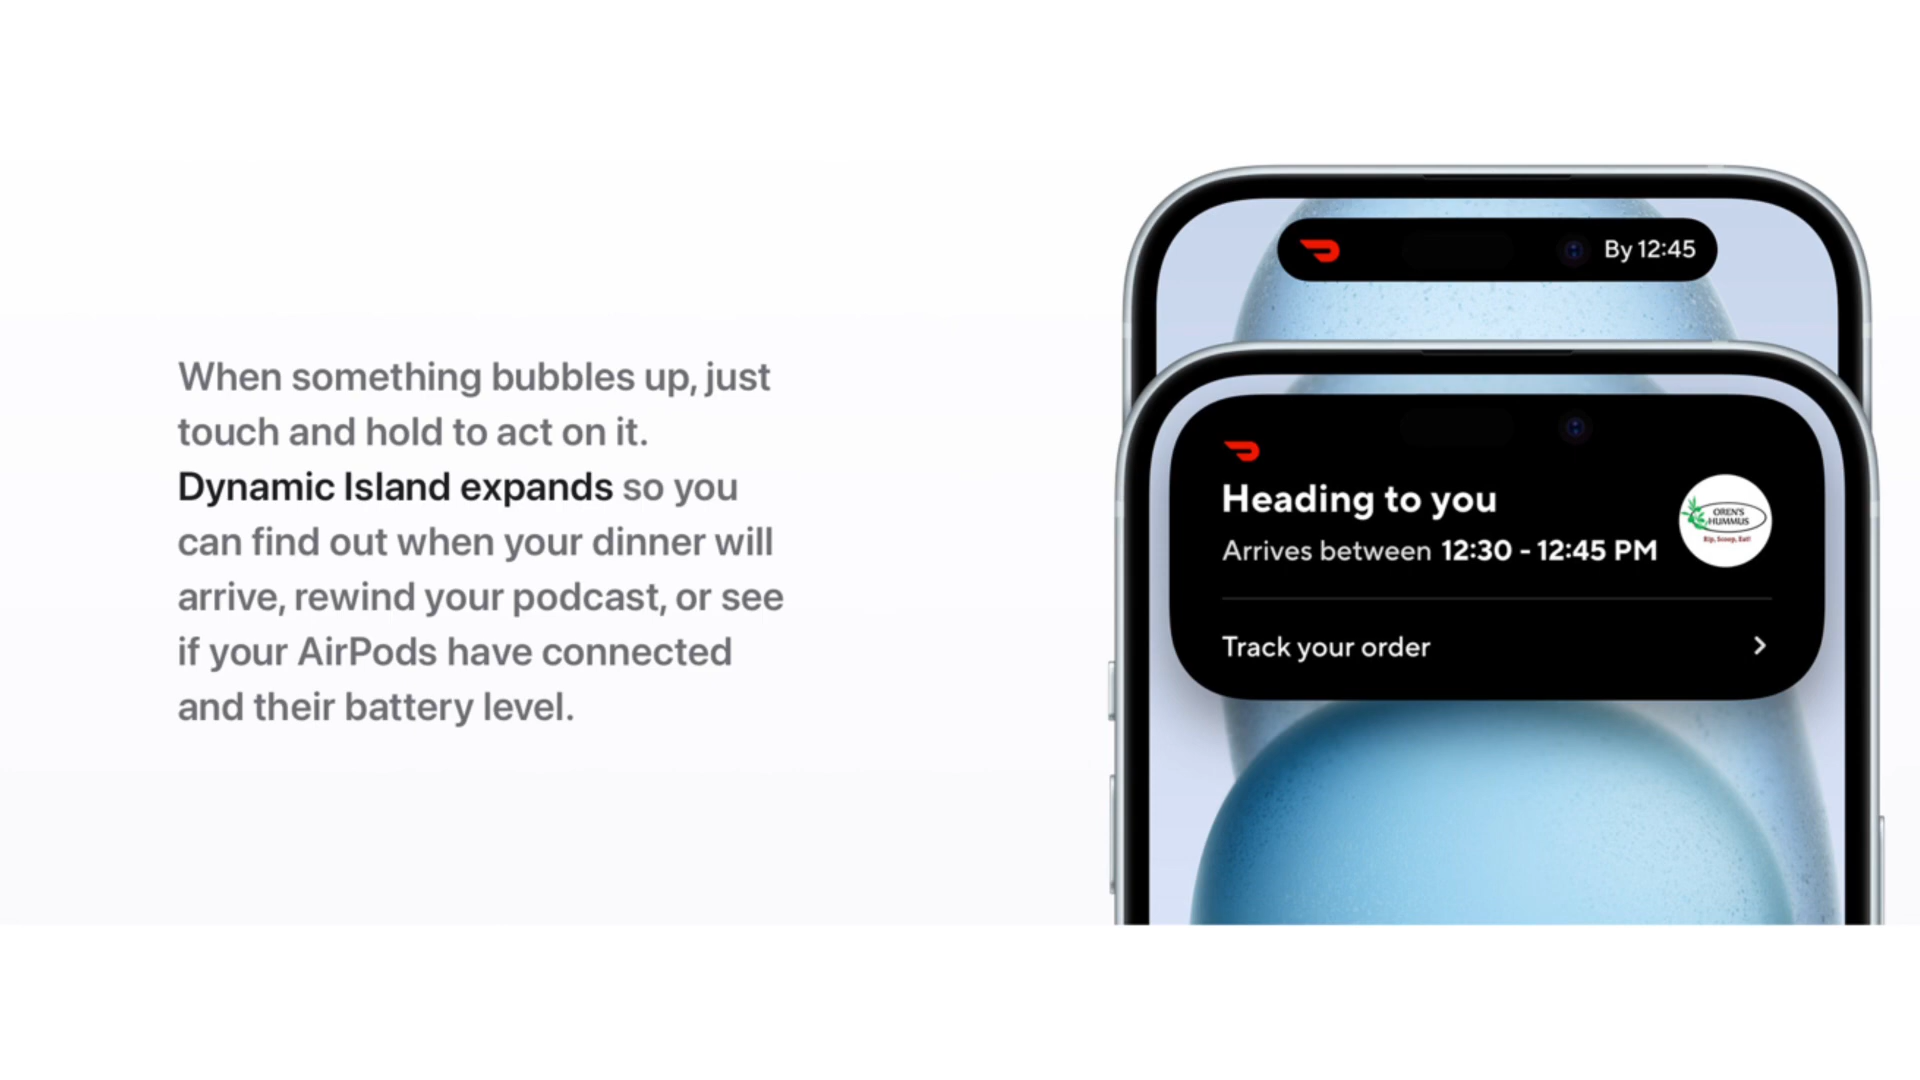 When something bubbles up, just
touch and hold to act on it.
Dynamic Island expands so you
can find out when your dinner will
arrive, rewind your podcast, or see
if your AirPods have connected
and their battery level.
By 12:45
Heading to you
Arrives between 12:30 - 12:45 PM
OREN'S
HUMMUS
Rip, Scoop, Eat!
Track your order